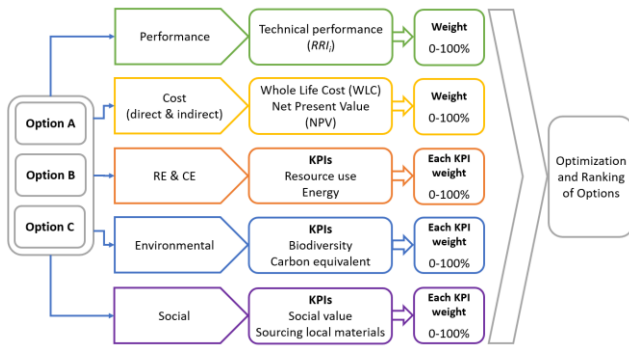 Performance
Technical performance
(RRIᵢ)
Weight
0-100%
Option A
Option B
Option C
Cost
(direct & indirect)
Whole Life Cost (WLC)
Net Present Value
(NPV)
Weight
0-100%
RE & CE
KPIs
Resource use
Energy
Each KPI
weight
0-100%
Environmental
KPIs
Biodiversity
Carbon equivalent
Each KPI
weight
0-100%
Social
KPIs
Social value
Sourcing local materials
Each KPI
weight
0-100%
Optimization
and Ranking
of Options